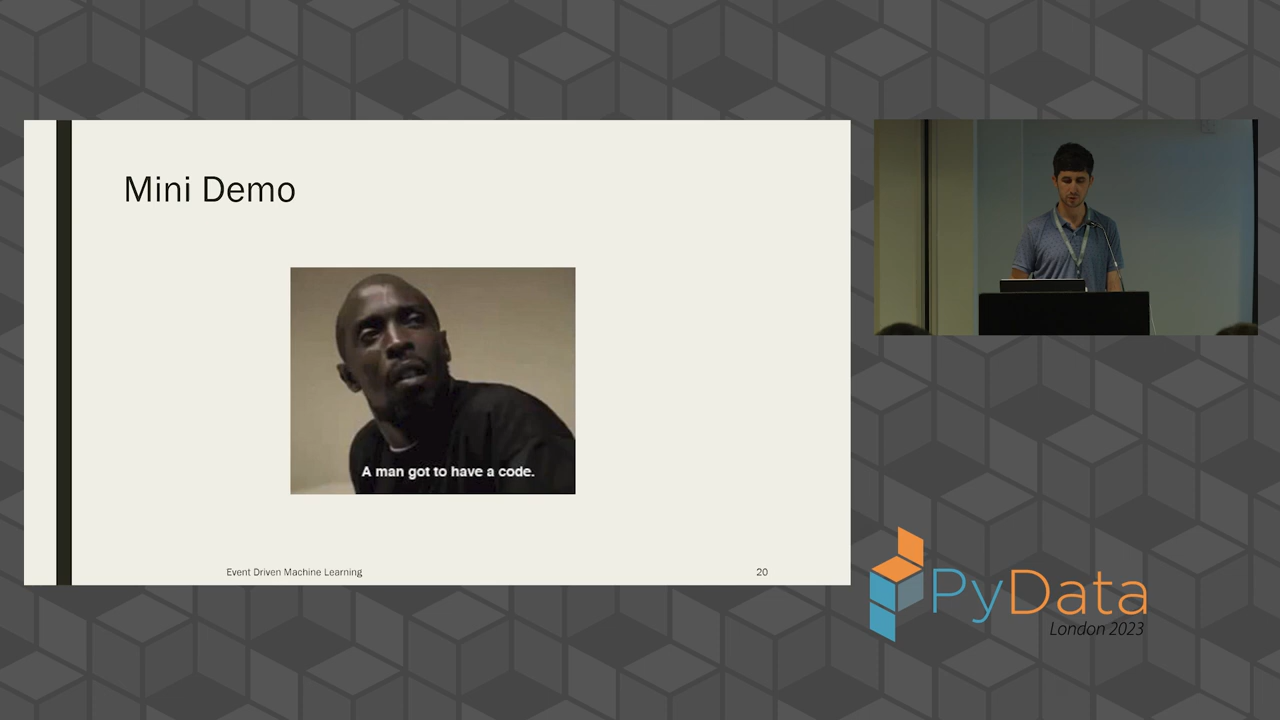 Mini Demo
A man got to have a code.
Event Driven Machine Learning
20
PyData
London 2023